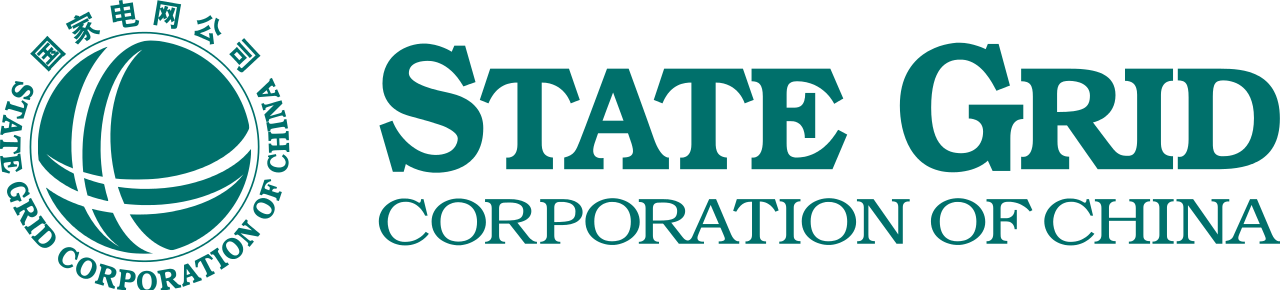 国家电网公司
STATE GRID CORPORATION OF CHINA
STATE GRID
CORPORATION OF CHINA